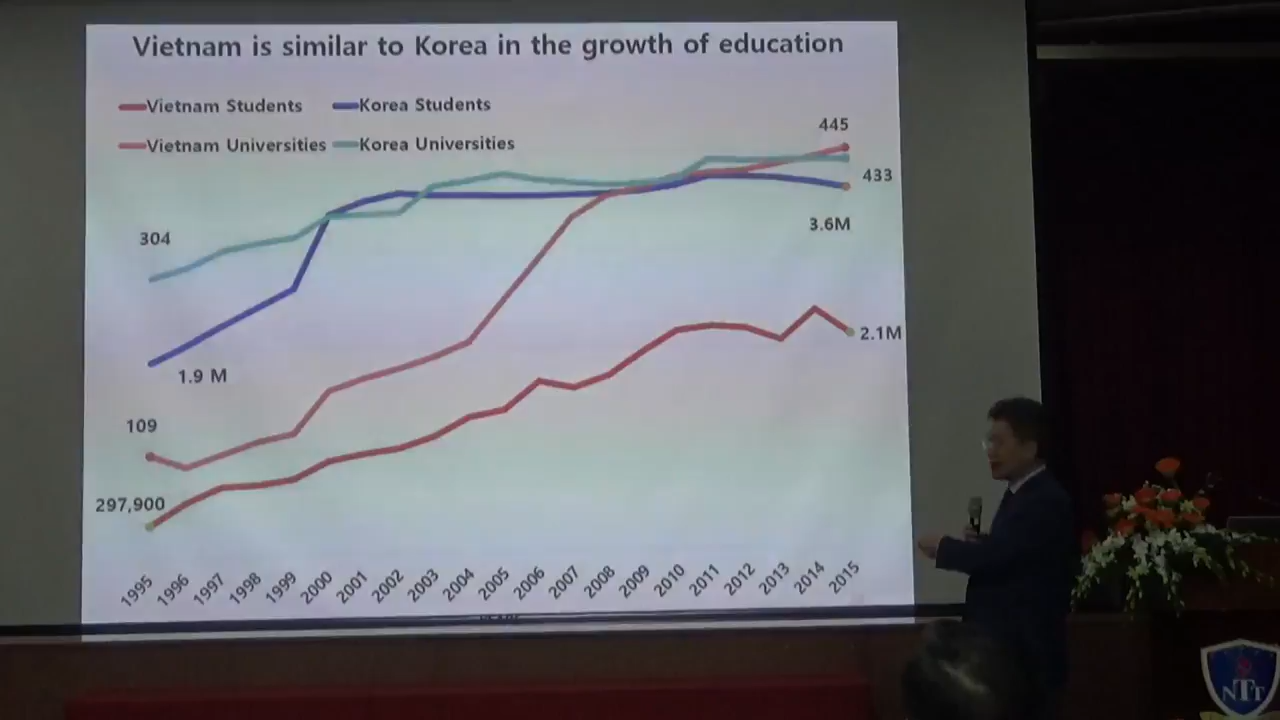 Vietnam is similar to Korea in the growth of education
Vietnam Students Korea Students
Vietnam Universities Korea Universities
445
433
304
3.6M
1.9 M
2.1M
109
297,900
1995 1996 1997 1998 1999 2000 2001 2002 2003 2004 2005 2006 2007 2008 2009 2010 2011 2012 2013 2014 2015
NTT